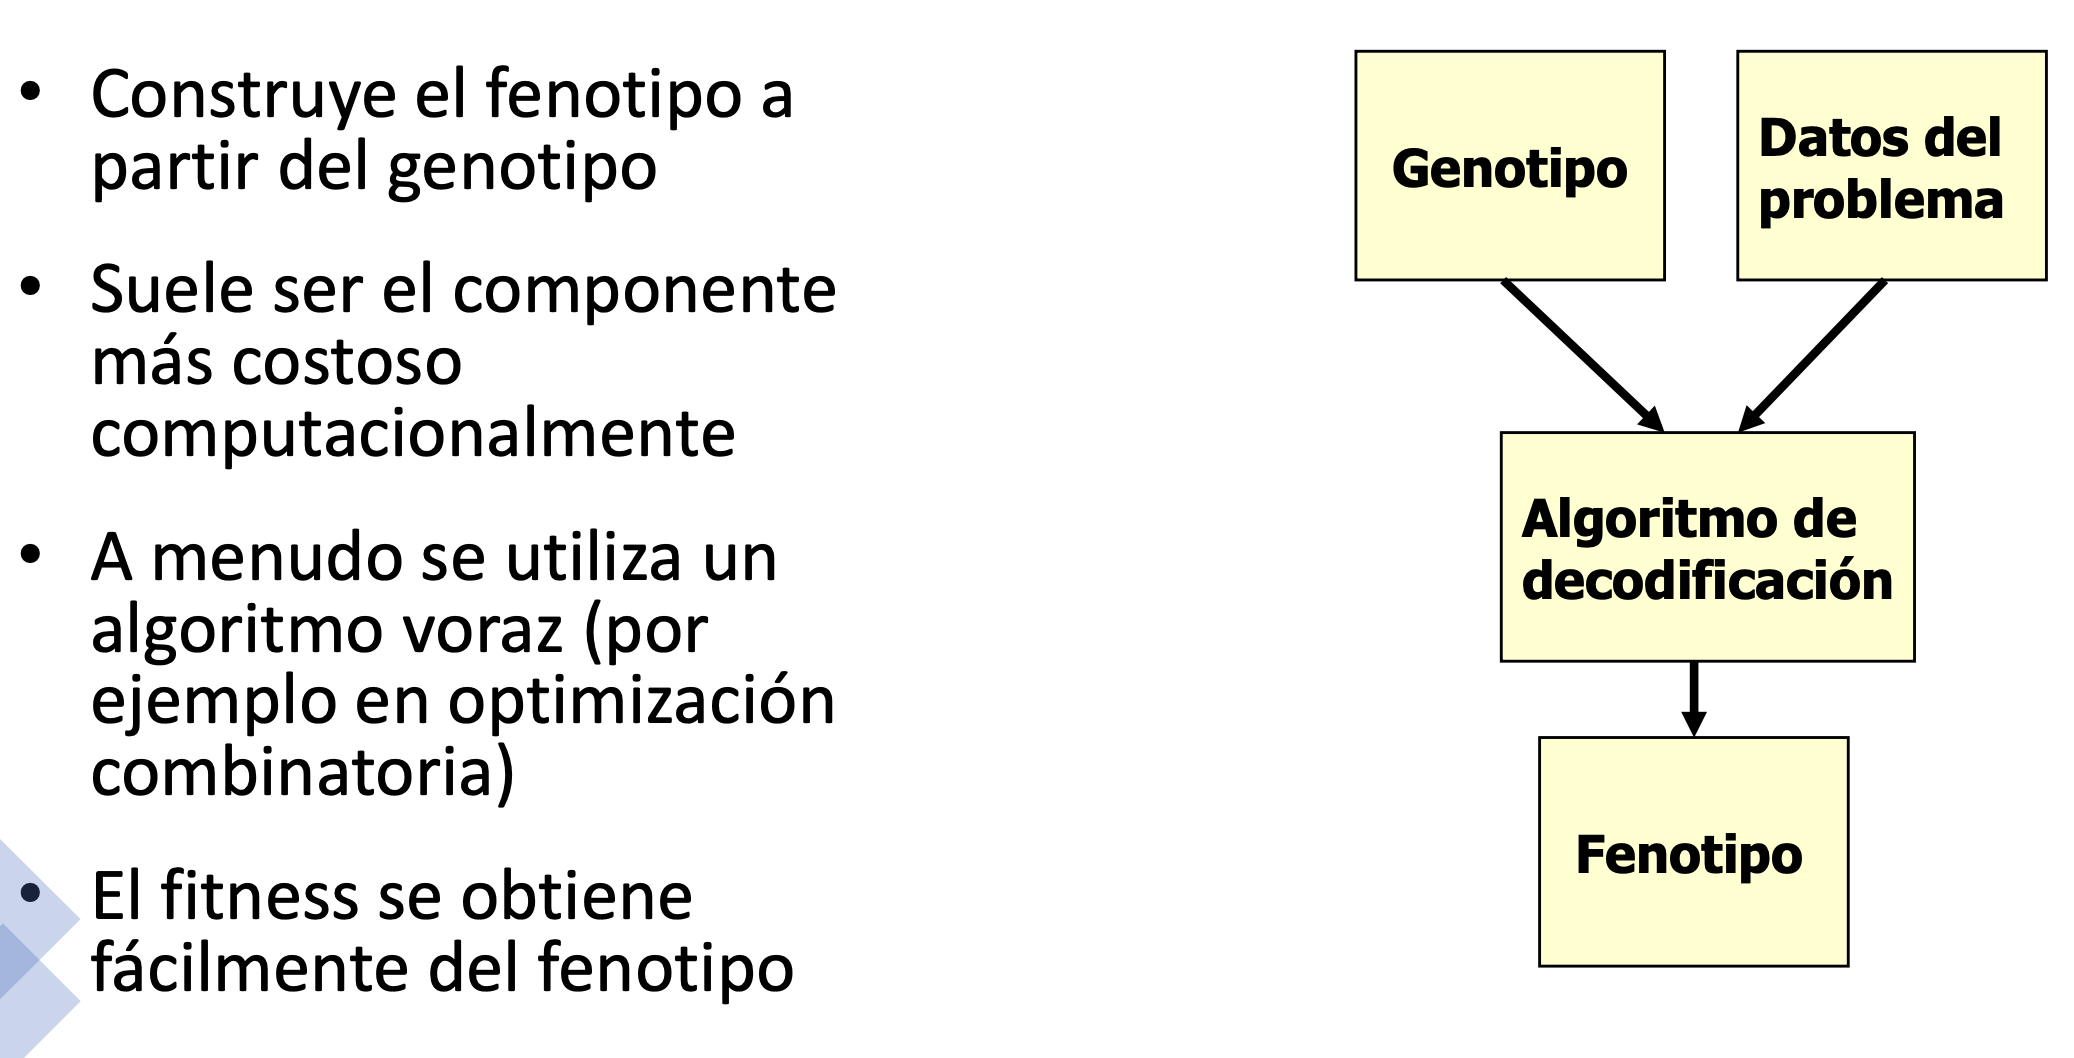 • Construye el fenotipo a
partir del genotipo
• Suele ser el componente
más costoso
computacionalmente
• A menudo se utiliza un
algoritmo voraz (por
ejemplo en optimización
combinatoria)
• El fitness se obtiene
fácilmente del fenotipo
Genotipo
Datos del
problema
Algoritmo de
decodificación
Fenotipo